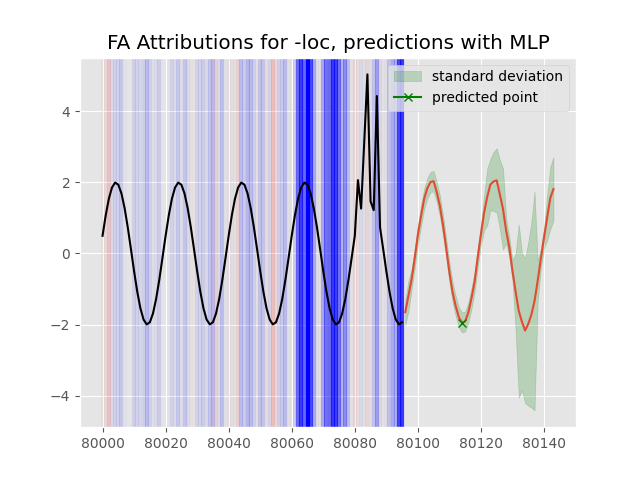 FA Attributions for -loc, predictions with MLP
standard deviation
predicted point
4
2
0
−2
−4
80000 80020 80040 80060 80080 80100 80120 80140